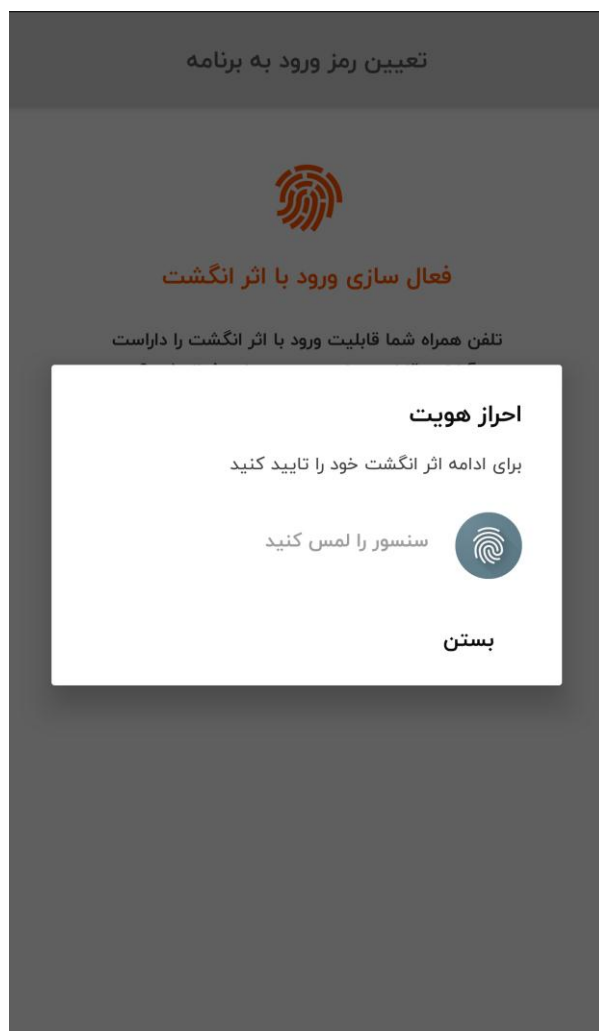 تعیین رمز ورود به برنامه
فعال سازی ورود با اثر انگشت
تلفن همراه شما قابلیت ورود با اثر انگشت را داراست
احراز هویت
برای ادامه اثر انگشت خود را تایید کنید
سنسور را لمس کنید
بستن